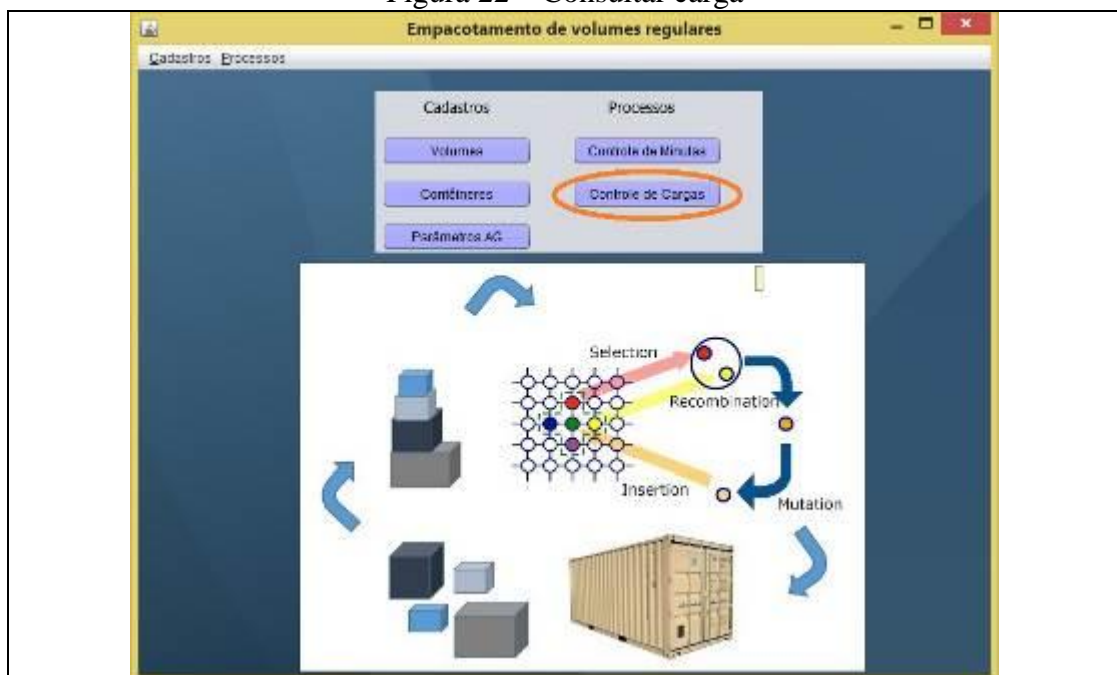 Figura 22 – Consultar carga
Empacotamento de volumes regulares
Cadastros Processos
Cadastros Processos
Volumes Controle de Minutas
Contêineres Controle de Cargas
Parâmetros AG
Selection
Recombination
Insertion
Mutation